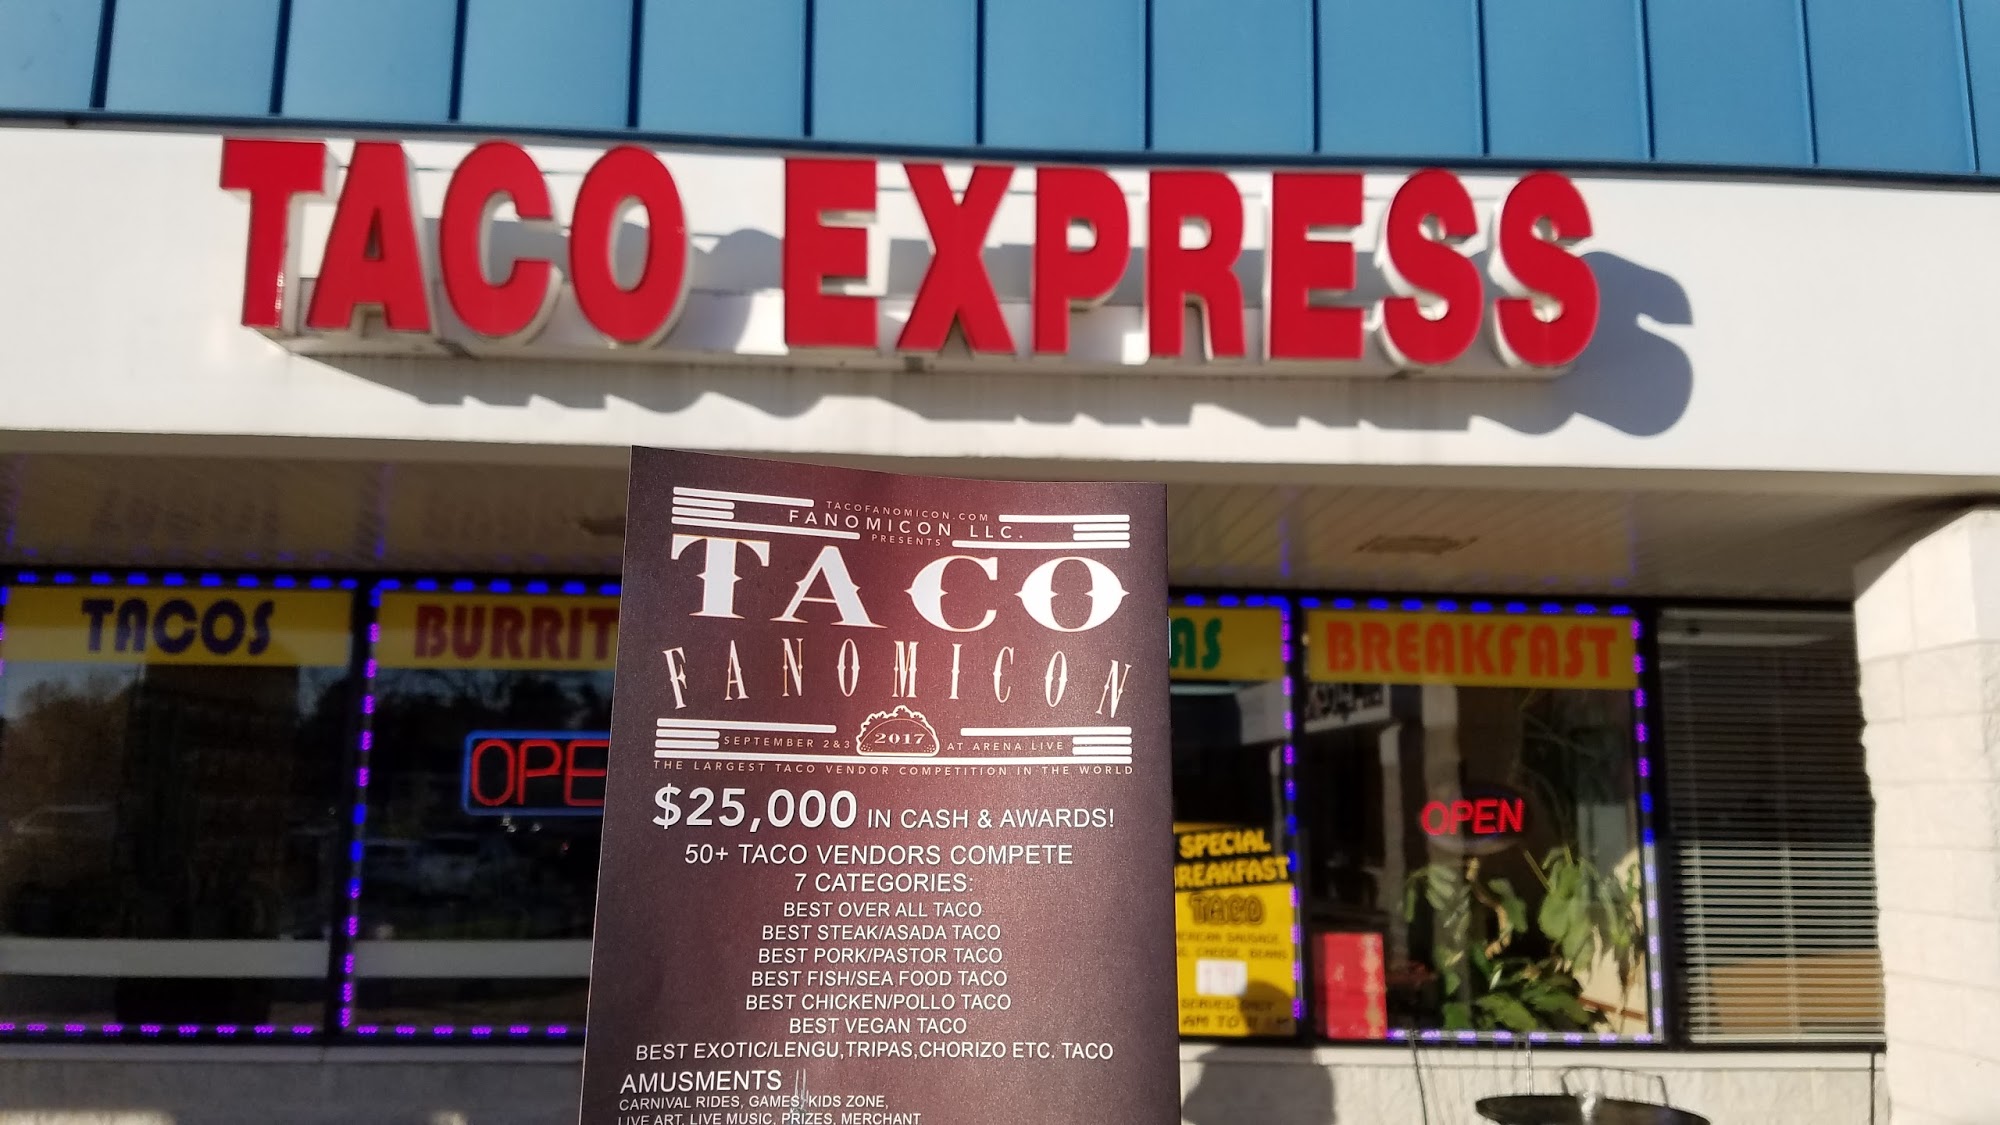 TACO EXPRESS
TACOFANOMICON.COM
FANOMICON LLC.
PRESENTS
TACO
FANOMICON
SEPTEMBER 2&3 2017 AT ARENA LIVE
THE LARGEST TACO VENDOR COMPETITION IN THE WORLD
$25,000 IN CASH & AWARDS!
50+ TACO VENDORS COMPETE
7 CATEGORIES:
BEST OVER ALL TACO
BEST STEAK/ASADA TACO
BEST PORK/PASTOR TACO
BEST FISH/SEA FOOD TACO
BEST CHICKEN/POLLO TACO
BEST VEGAN TACO
BEST EXOTIC/LENGU,TRIPAS,CHORIZO ETC. TACO
AMUSMENTS
CARNIVAL RIDES, GAMES, KIDS ZONE,
LIVE ART, LIVE MUSIC, PRIZES, MERCHANT
TACOS
BURRIT
AS
BREAKFAST
OPE
OPEN
SPECIAL
BREAKFAST
TACO